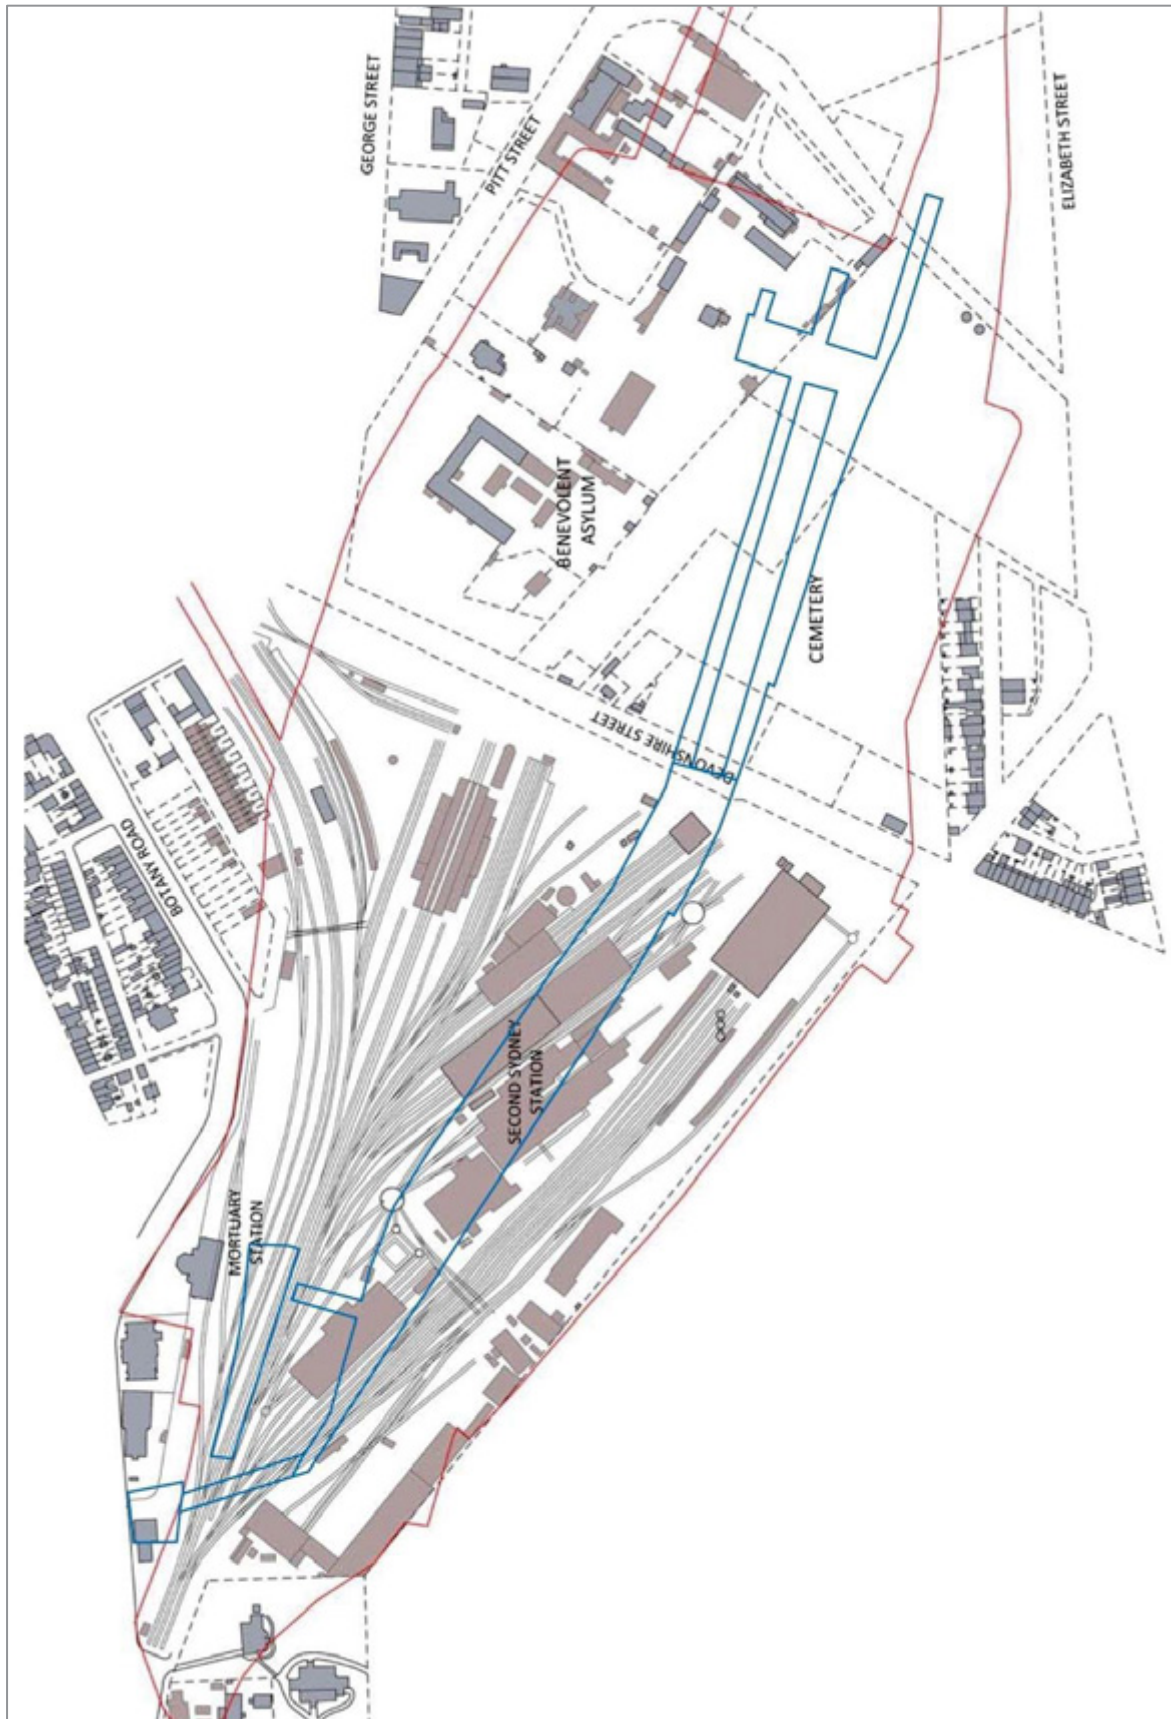 GEORGE STREET
PITT STREET
ELIZABETH STREET
BENEVOLENT
ASYLUM
CEMETERY
DEVONSHIRE STREET
BOTANY ROAD
SECOND SYDNEY
STATION
MORTUARY
STATION